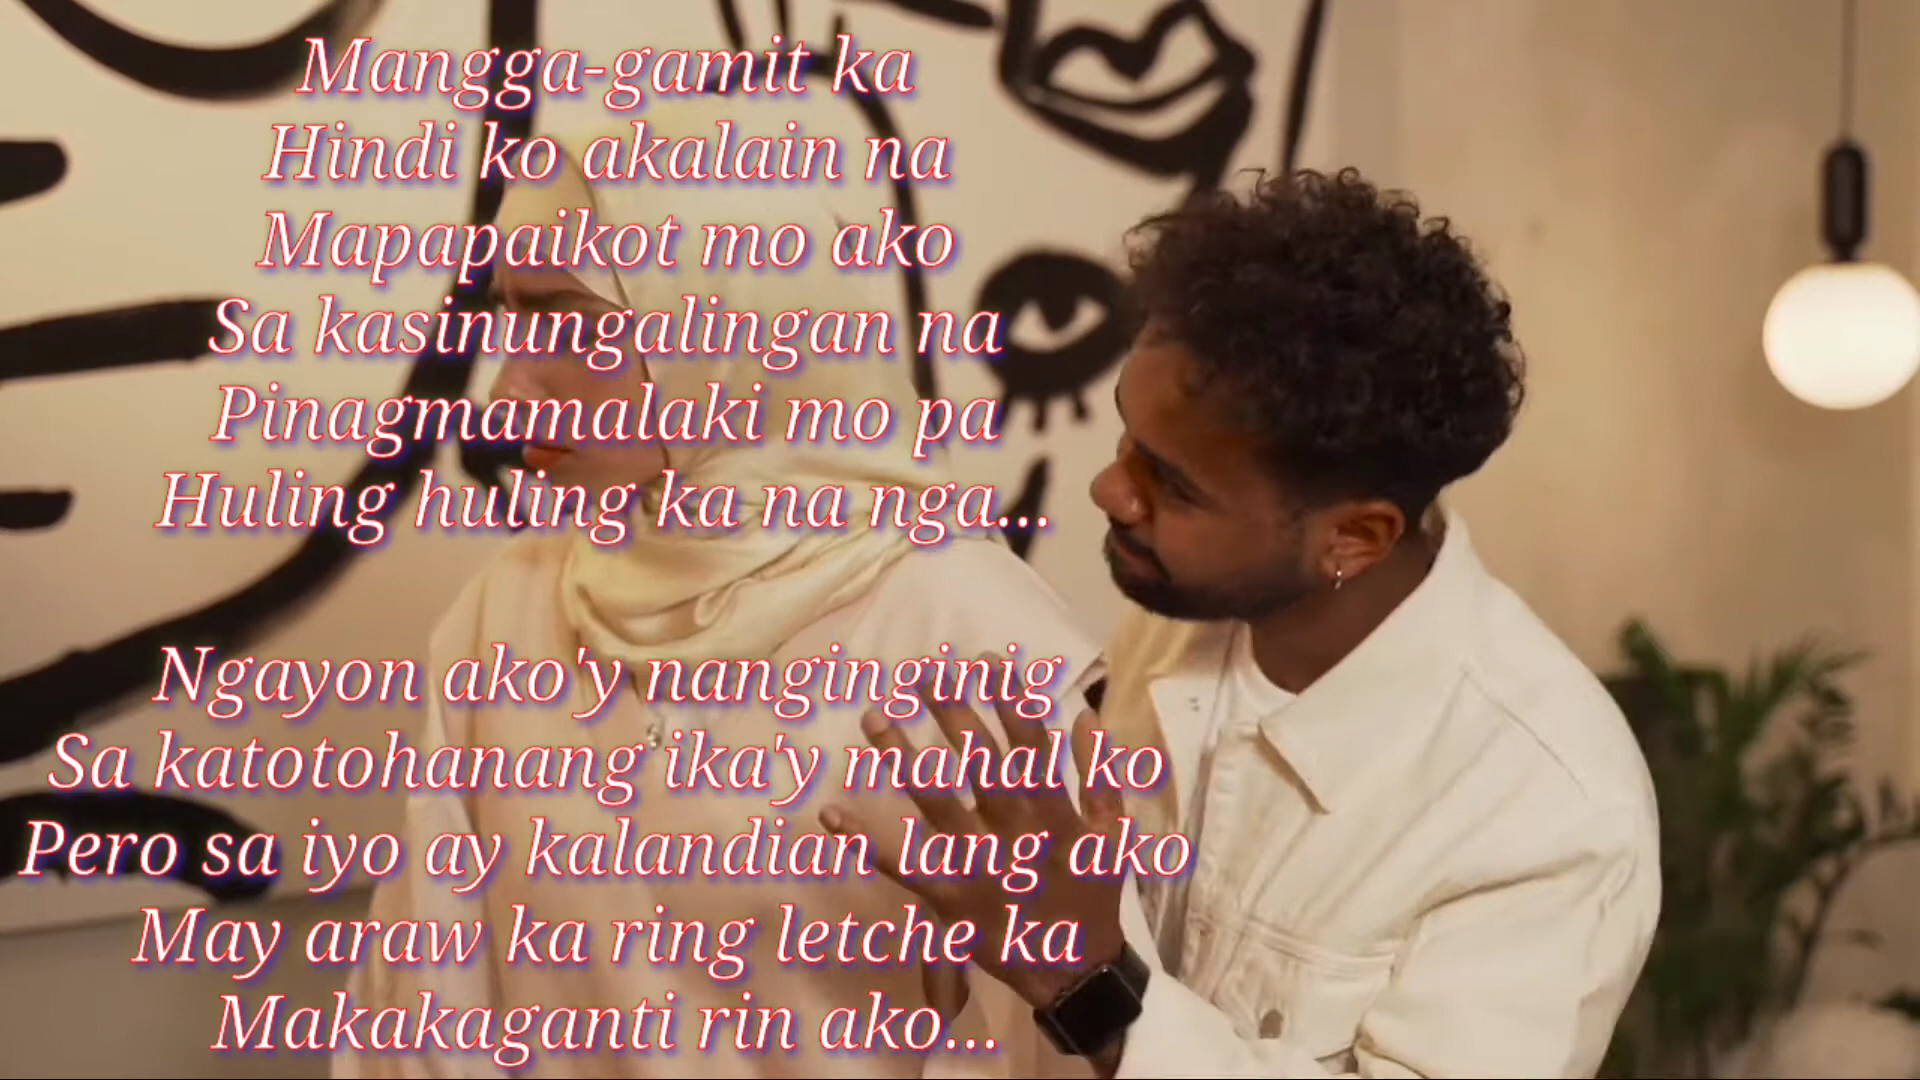 Mangga-gamit ka
Hindi ko akalain na
Mapapaikot mo ako
Sa kasinungalingan na
Pinagmamalaki mo pa
Huling huling ka na nga...
Ngayon ako'y nanginginig
Sa katotohanang ika'y mahal ko
Pero sa iyo ay kalandian lang ako
May araw ka ring letche ka
Makakaganti rin ako...